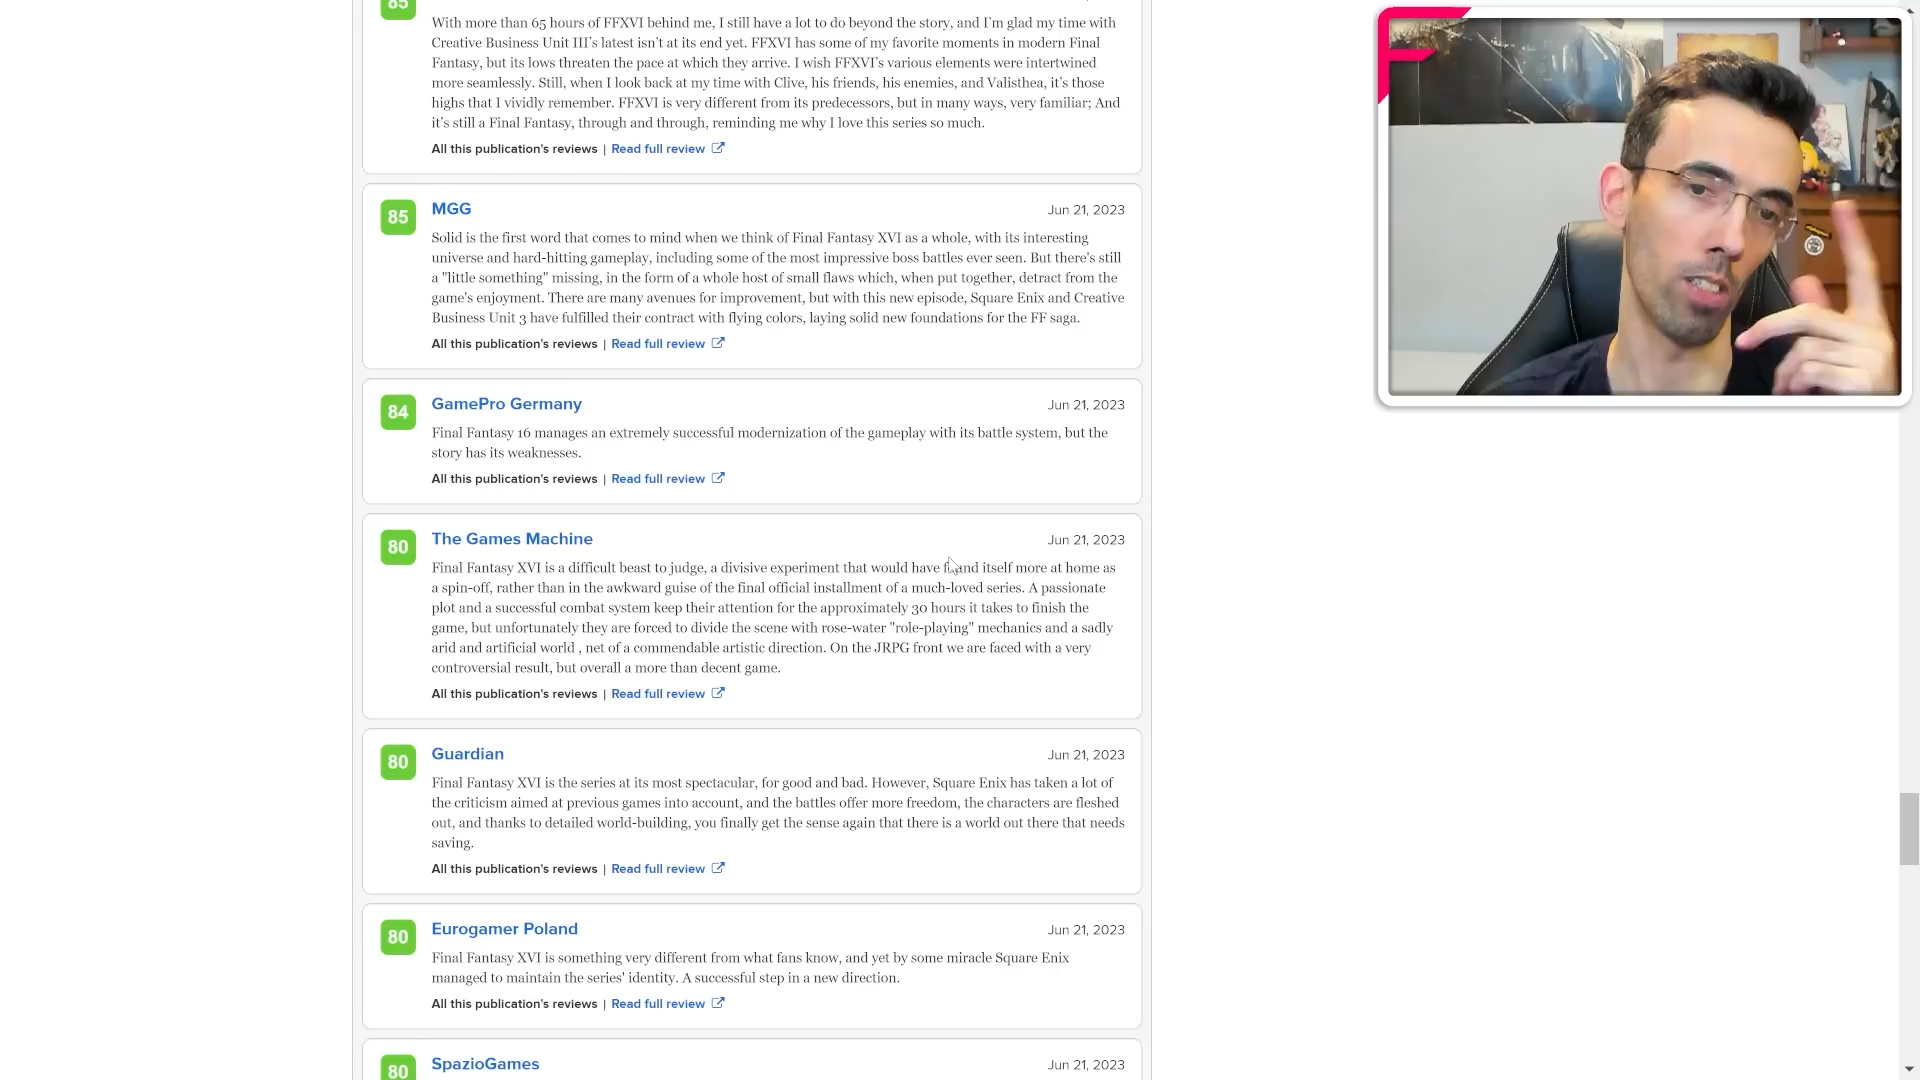 85
With more than 65 hours of FFXVI behind me, I still have a lot to do beyond the story, and I'm glad my time with
Creative Business Unit III's latest isn't at its end yet. FFXVI has some of my favorite moments in modern Final
Fantasy, but its lows threaten the pace at which they arrive. I wish FFXVI's various elements were intertwined
more seamlessly. Still, when I look back at my time with Clive, his friends, his enemies, and Valisthea, it's those
highs that I vividly remember. FFXVI is very different from its predecessors, but in many ways, very familiar; And
it's still a Final Fantasy, through and through, reminding me why I love this series so much.
All this publication's reviews | Read full review
85 MGG Jun 21, 2023
Solid is the first word that comes to mind when we think of Final Fantasy XVI as a whole, with its interesting
universe and hard-hitting gameplay, including some of the most impressive boss battles ever seen. But there's still
a "little something" missing, in the form of a whole host of small flaws which, when put together, detract from the
game's enjoyment. There are many avenues for improvement, but with this new episode, Square Enix and Creative
Business Unit 3 have fulfilled their contract with flying colors, laying solid new foundations for the FF saga.
All this publication's reviews | Read full review
84 GamePro Germany Jun 21, 2023
Final Fantasy 16 manages an extremely successful modernization of the gameplay with its battle system, but the
story has its weaknesses.
All this publication's reviews | Read full review
80 The Games Machine Jun 21, 2023
Final Fantasy XVI is a difficult beast to judge, a divisive experiment that would have found itself more at home as
a spin-off, rather than in the awkward guise of the final official installment of a much-loved series. A passionate
plot and a successful combat system keep their attention for the approximately 30 hours it takes to finish the
game, but unfortunately they are forced to divide the scene with rose-water "role-playing" mechanics and a sadly
arid and artificial world , net of a commendable artistic direction. On the JRPG front we are faced with a very
controversial result, but overall a more than decent game.
All this publication's reviews | Read full review
80 Guardian Jun 21, 2023
Final Fantasy XVI is the series at its most spectacular, for good and bad. However, Square Enix has taken a lot of
the criticism aimed at previous games into account, and the battles offer more freedom, the characters are fleshed
out, and thanks to detailed world-building, you finally get the sense again that there is a world out there that needs
saving.
All this publication's reviews | Read full review
80 Eurogamer Poland Jun 21, 2023
Final Fantasy XVI is something very different from what fans know, and yet by some miracle Square Enix
managed to maintain the series' identity. A successful step in a new direction.
All this publication's reviews | Read full review
80 SpazioGames Jun 21, 2023